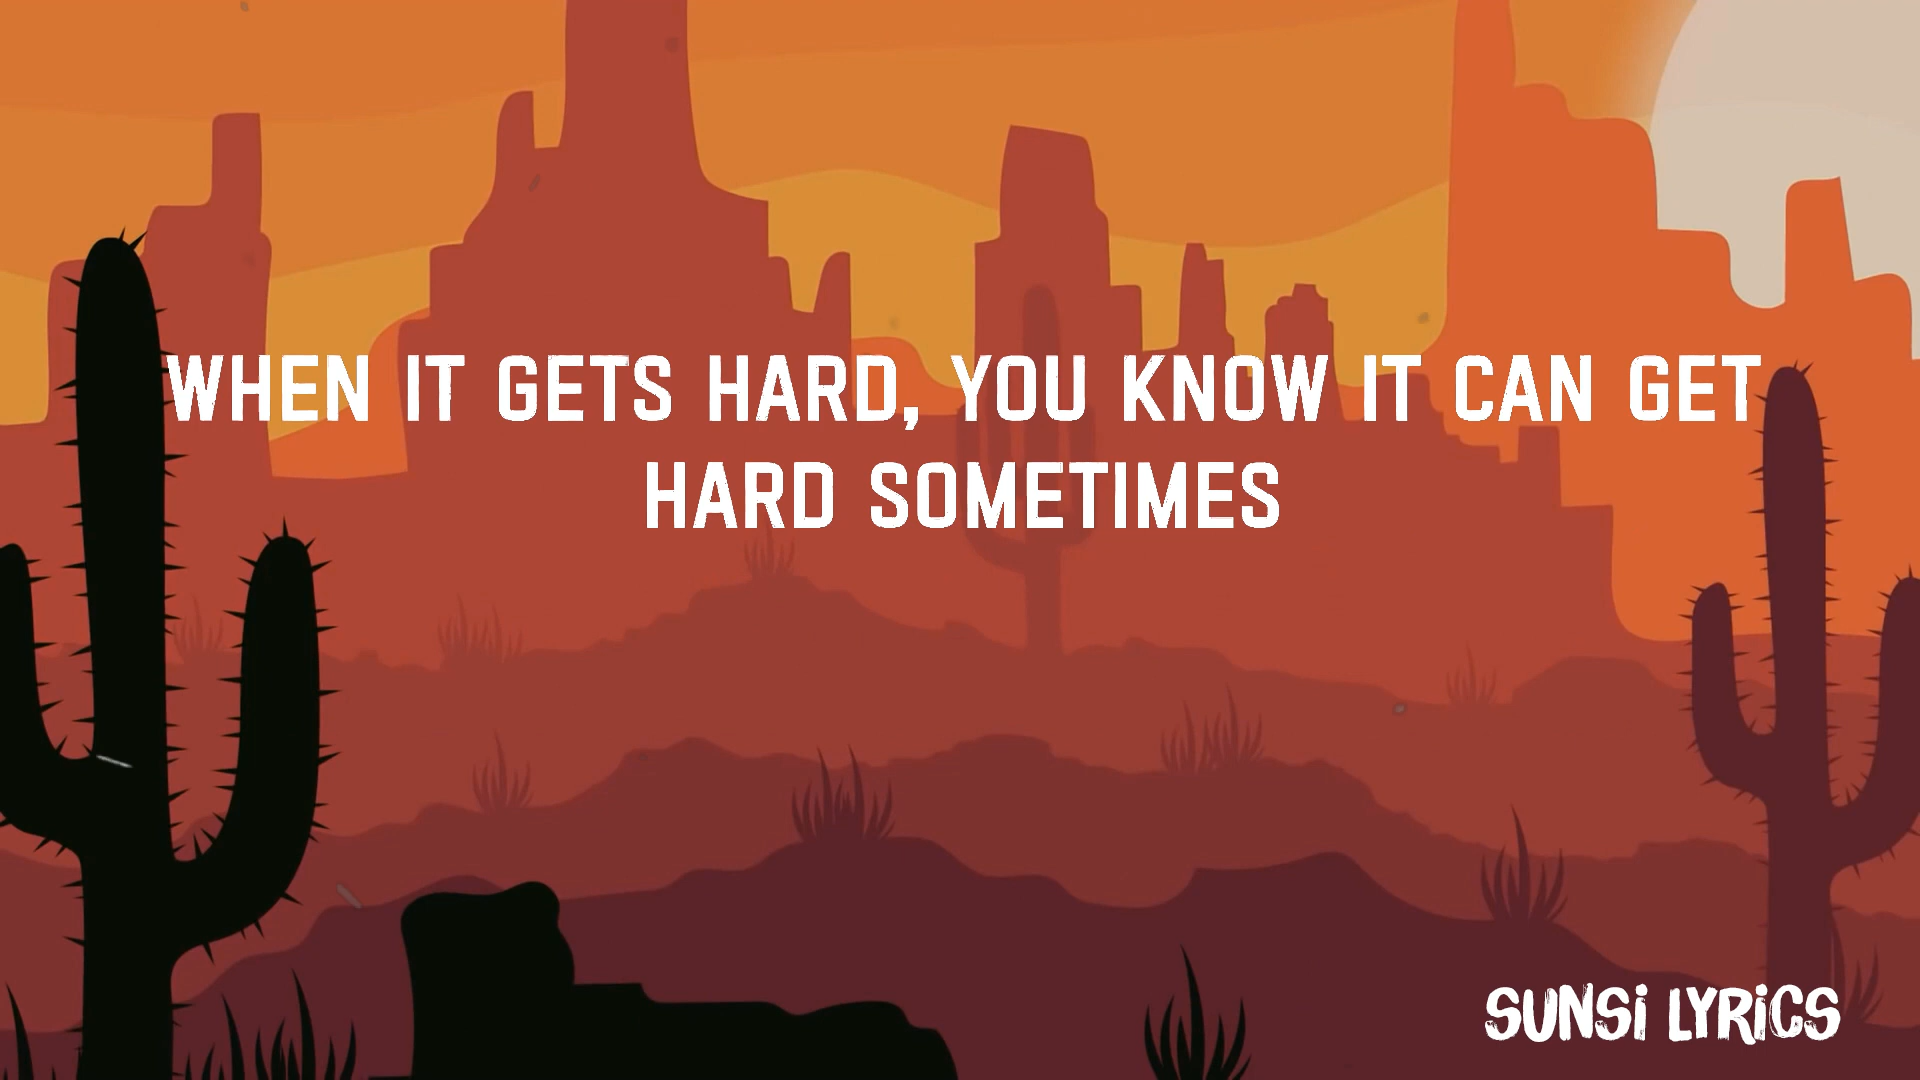 WHEN IT GETS HARD, YOU KNOW IT CAN GET
HARD SOMETIMES
SUNSi LYRiCS